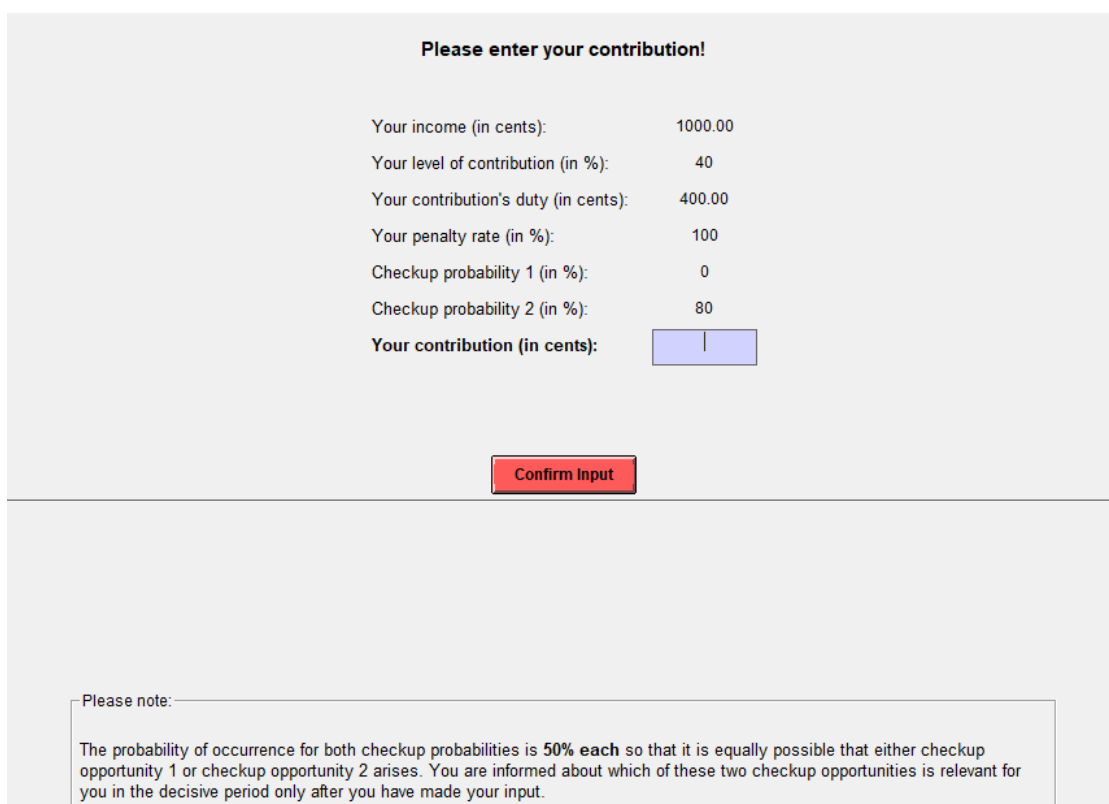 Please enter your contribution!
Your income (in cents): 1000.00
Your level of contribution (in %): 40
Your contribution's duty (in cents): 400.00
Your penalty rate (in %): 100
Checkup probability 1 (in %): 0
Checkup probability 2 (in %): 80
Your contribution (in cents):
Confirm Input
Please note:
The probability of occurrence for both checkup probabilities is 50% each so that it is equally possible that either checkup
opportunity 1 or checkup opportunity 2 arises. You are informed about which of these two checkup opportunities is relevant for
you in the decisive period only after you have made your input.